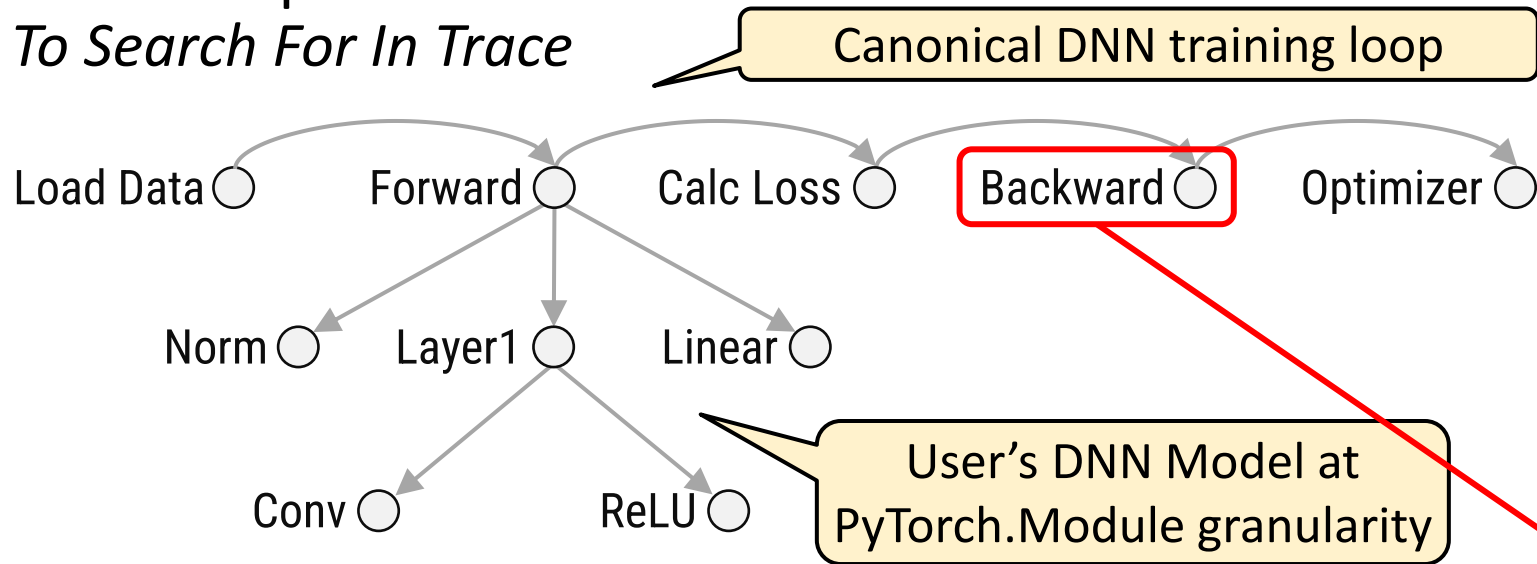 To Search For In Trace
Canonical DNN training loop
Load Data
Forward
Calc Loss
Backward
Optimizer
Norm
Layer1
Linear
User’s DNN Model at
PyTorch.Module granularity
Conv
ReLU